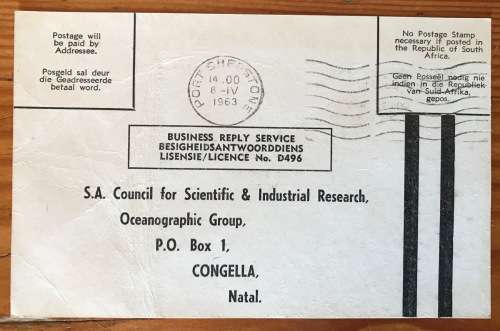 Postage will
be paid by
Addressee.
Posgeld sal deur
die Geadresseerde
betaal word.
PORT SHEPSTONE
14.00
8-IV
1963
No Postage Stamp
necessary if posted in
the Republic of South
Africa.
Geen Posseël nodig nie
indien in die Republiek
van Suid-Afrika,
gepos.
BUSINESS REPLY SERVICE
BESIGHEIDSANTWOORDDIENS
LISENSIE/LICENCE No. D496
S.A. Council for Scientific & Industrial Research,
Oceanographic Group,
P.O. Box 1,
CONGELLA,
Natal.